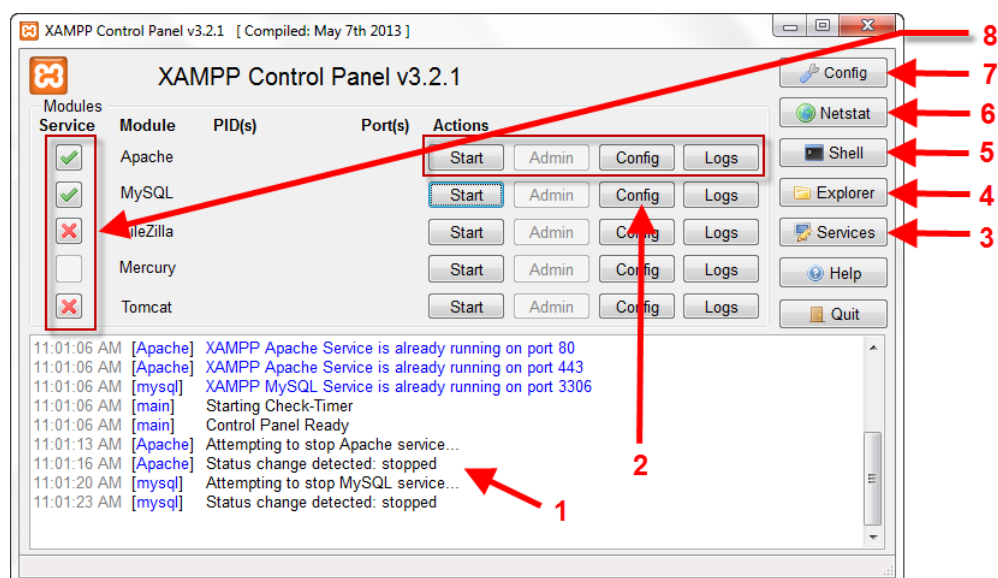 XAMPP Control Panel v3.2.1 [ Compiled: May 7th 2013 ]
8
XAMPP Control Panel v3.2.1
Config
7
Modules
Service Module PID(s) Port(s) Actions
Netstat
6
Apache Start Admin Config Logs
Shell
5
MySQL Start Admin Config Logs
Explorer
4
FileZilla Start Admin Config Logs
Services
3
Mercury Start Admin Config Logs
Help
Tomcat Start Admin Config Logs
Quit
11:01:06 AM [Apache] XAMPP Apache Service is already running on port 80
11:01:06 AM [Apache] XAMPP Apache Service is already running on port 443
11:01:06 AM [mysql] XAMPP MySQL Service is already running on port 3306
11:01:06 AM [main] Starting Check-Timer
11:01:06 AM [main] Control Panel Ready
11:01:13 AM [Apache] Attempting to stop Apache service...
11:01:16 AM [Apache] Status change detected: stopped
11:01:20 AM [mysql] Attempting to stop MySQL service...
11:01:23 AM [mysql] Status change detected: stopped
2
1